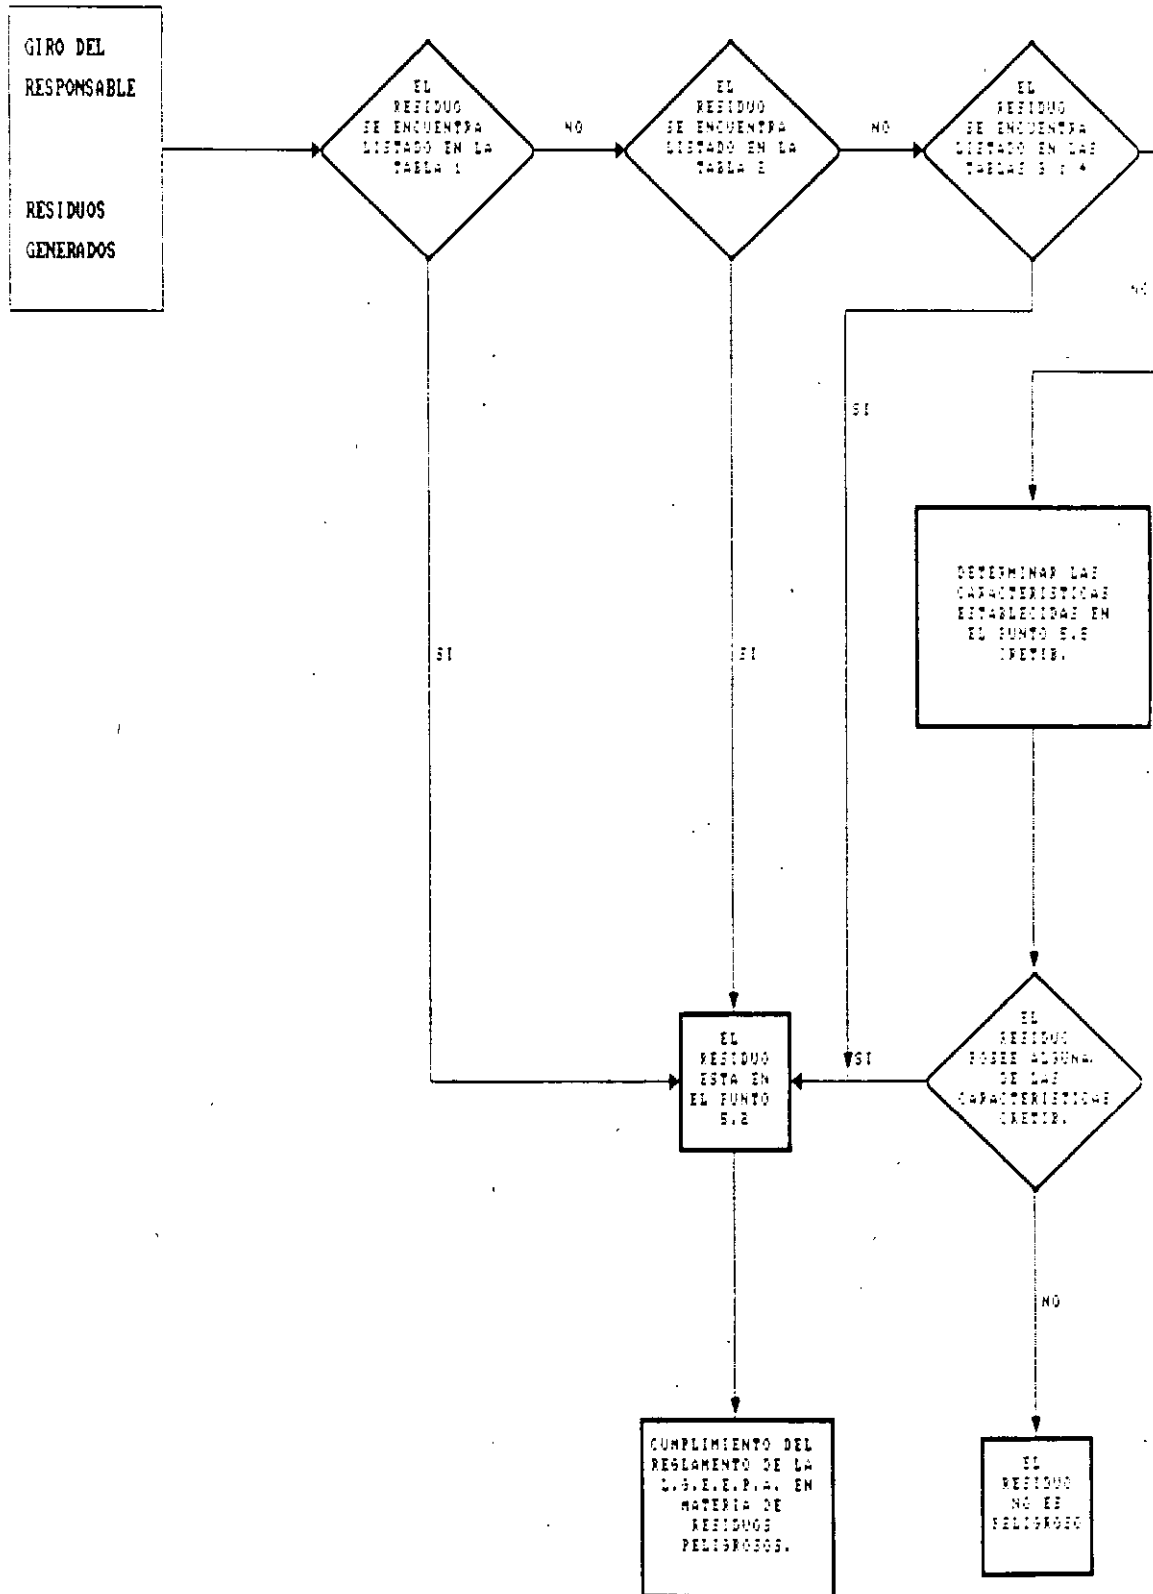 GIRO DEL
RESPONSABLE
RESIDUOS
GENERADOS
EL
RESIDUO
SE ENCUENTRA
LISTADO EN LA
TABLA 1
NO
EL
RESIDUO
SE ENCUENTRA
LISTADO EN LA
TABLA 2
NO
EL
RESIDUO
SE ENCUENTRA
LISTADO EN LAS
TABLAS 3 4
NO
SI
SI
SI
DETERMINAR LAS
CARACTERISTICAS
ESTABLECIDAS EN
EL PUNTO 5.5
CRETIB.
EL
RESIDUO
ESTA EN
EL PUNTO
5.2
SI
EL
RESIDUO
POSEE ALGUNA
DE LAS
CARACTERISTICAS
CRETIB.
NO
CUMPLIMIENTO DEL
REGLAMENTO DE LA
L.G.E.E.P.A. EN
MATERIA DE
RESIDUOS
PELIGROSOS.
EL
RESIDUO
NO ES
PELIGROSO